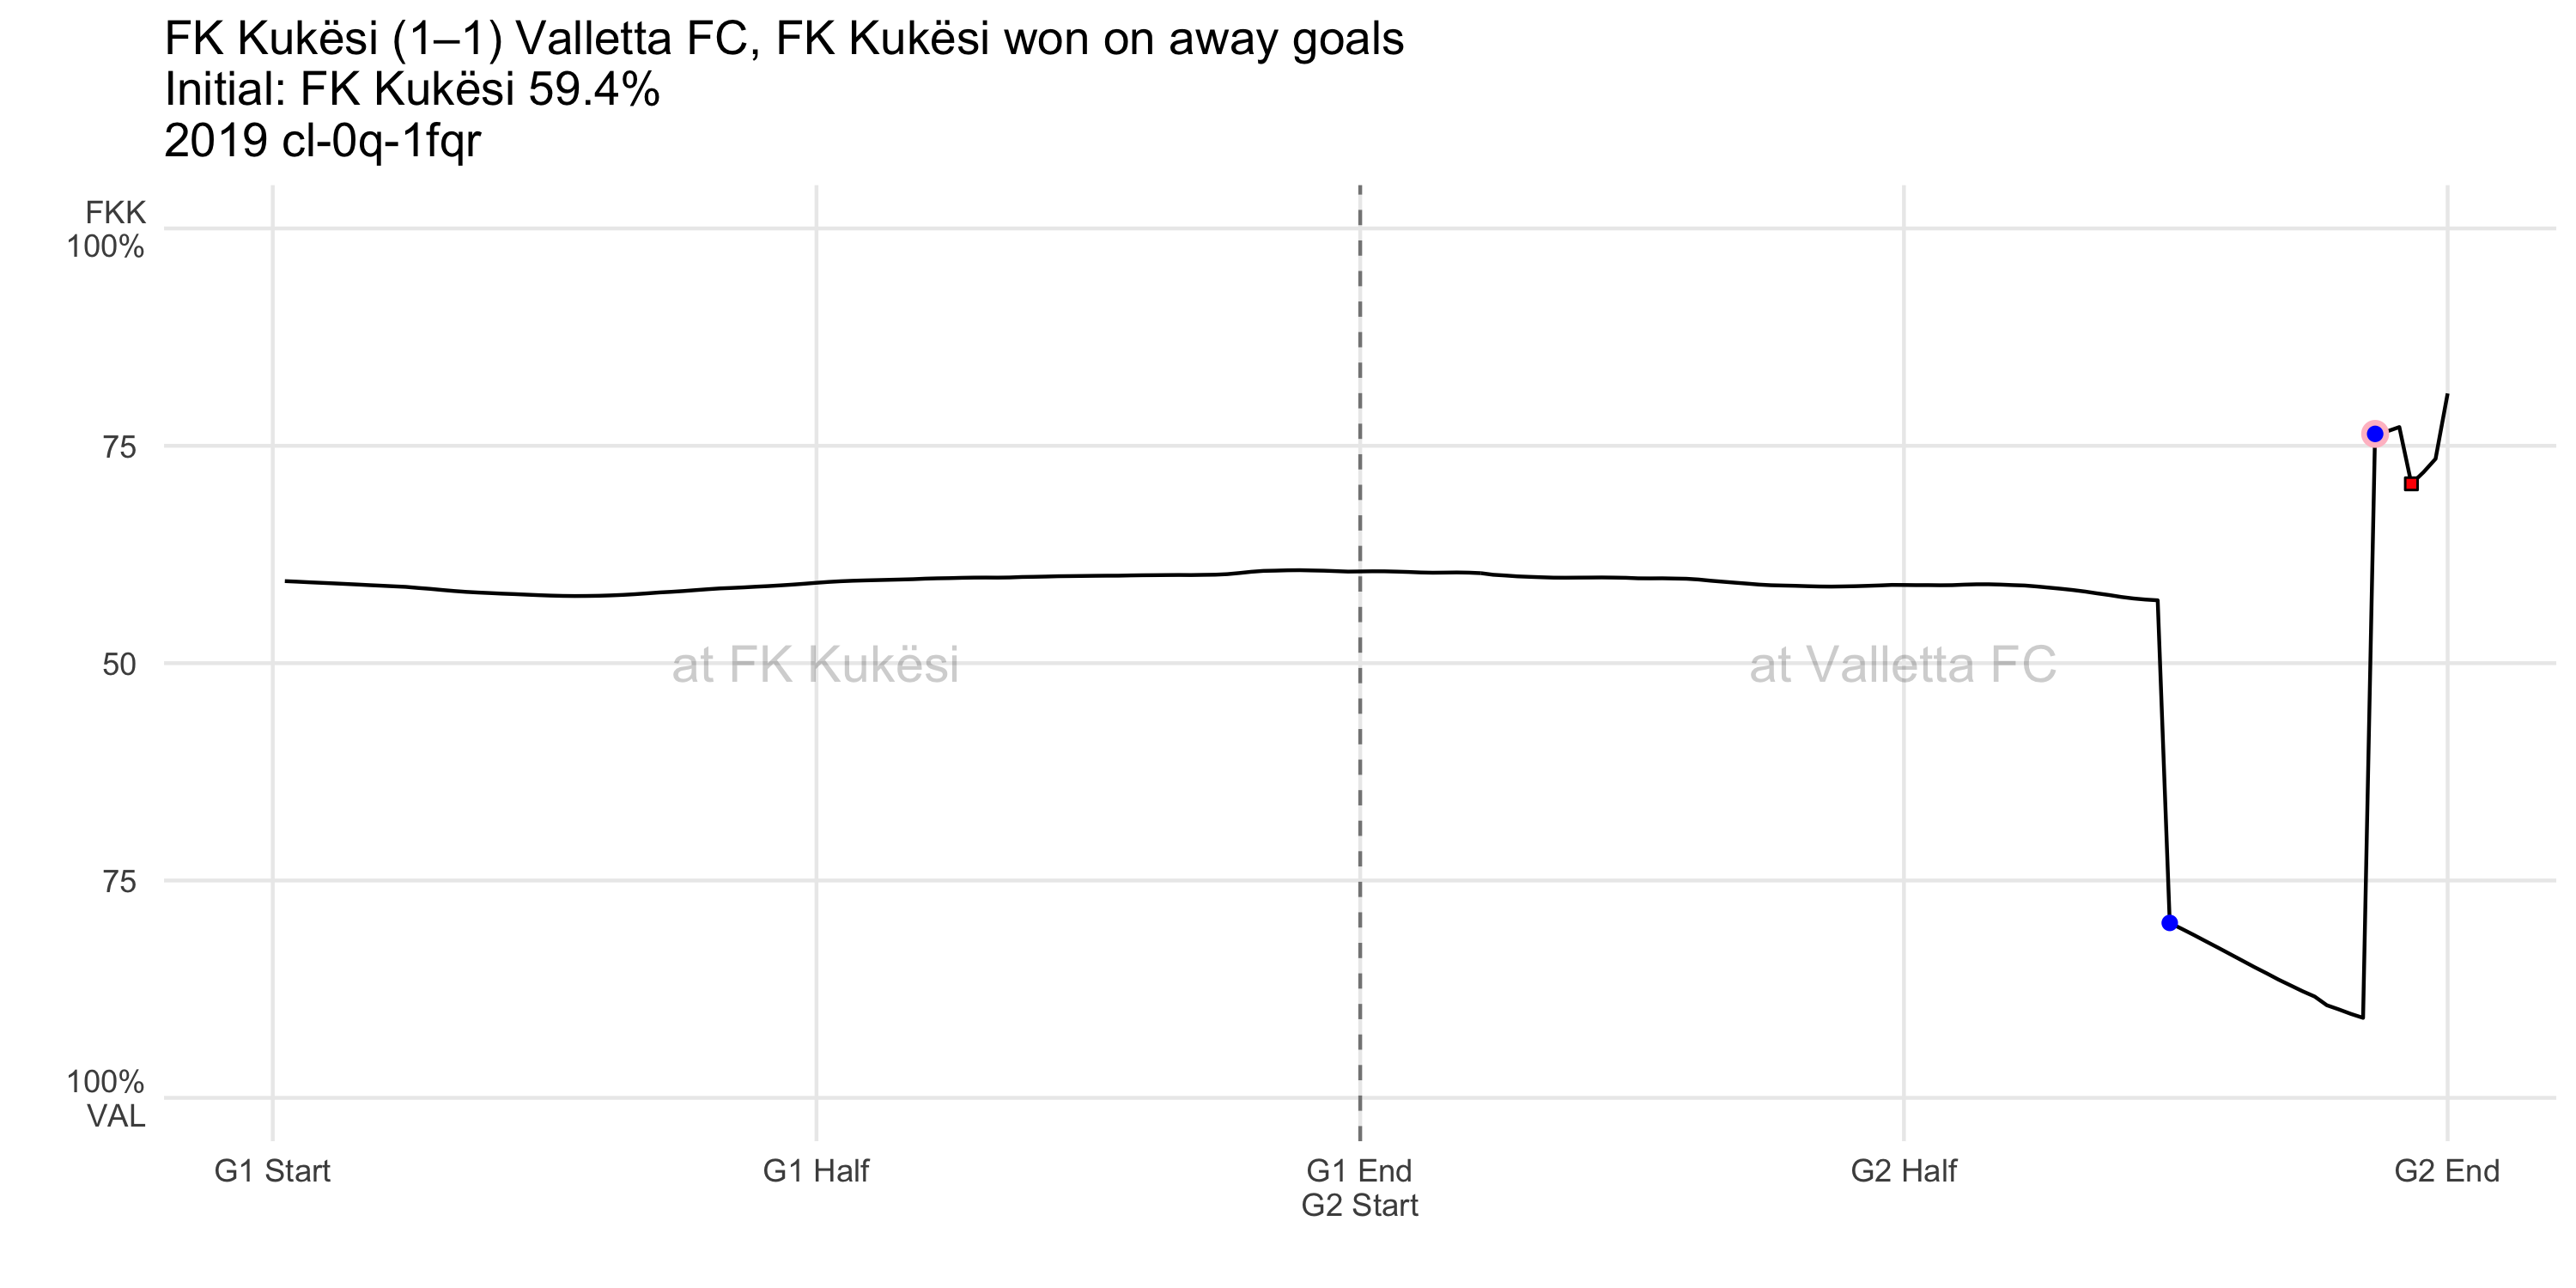 FK Kukësi (1–1) Valletta FC, FK Kukësi won on away goals
Initial: FK Kukësi 59.4%
2019 cl-0q-1fqr
FKK
100%
75
50
75
100%
VAL
at FK Kukësi
at Valletta FC
G1 Start
G1 Half
G1 End
G2 Start
G2 Half
G2 End